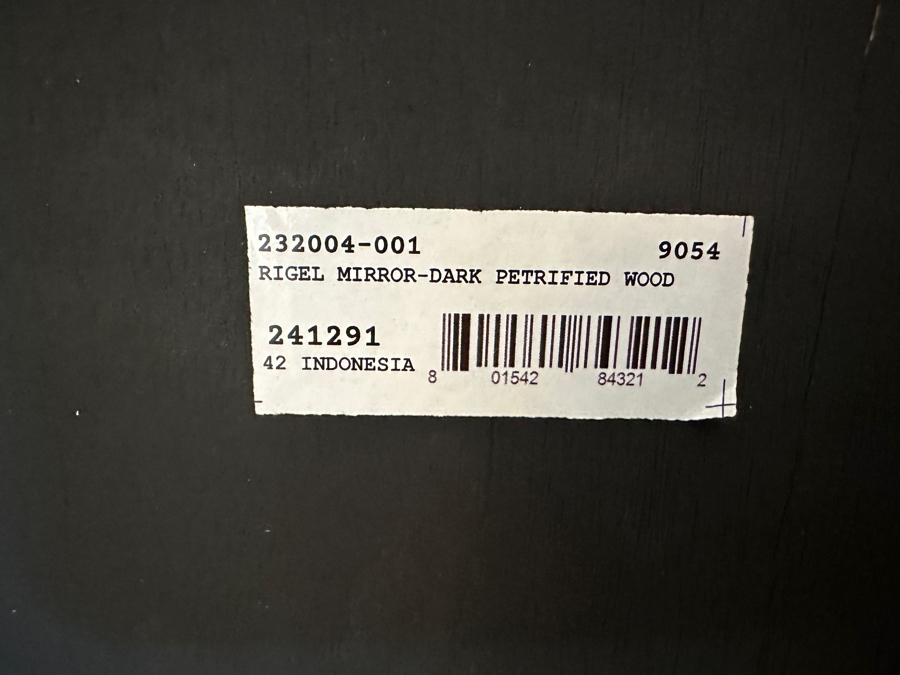 232004-001 9054
RIGEL MIRROR-DARK PETRIFIED WOOD
241291
42 INDONESIA
8 01542 84321 2